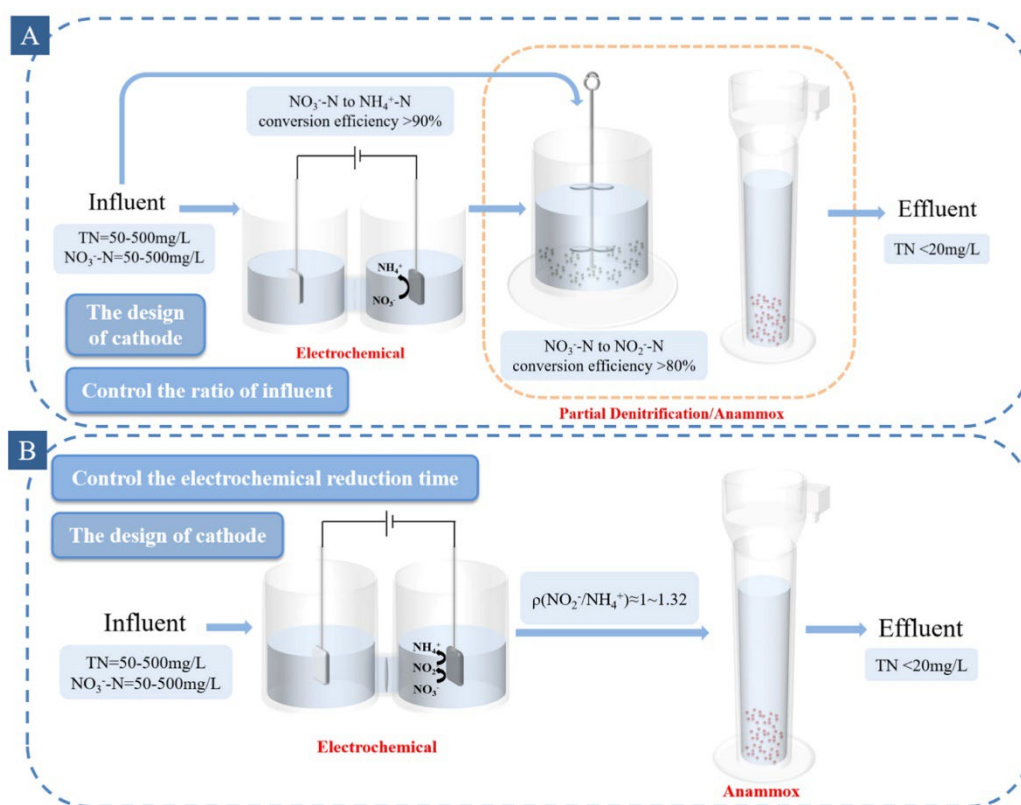 A
NO₃⁻-N to NH₄⁺-N
conversion efficiency >90%
Influent
TN=50-500mg/L
NO₃⁻-N=50-500mg/L
NH₄⁺
NO₃⁻
Electrochemical
The design
of cathode
Control the ratio of influent
NO₃⁻-N to NO₂⁻-N
conversion efficiency >80%
Partial Denitrification/Anammox
Effluent
TN <20mg/L
B
Control the electrochemical reduction time
The design of cathode
Influent
TN=50-500mg/L
NO₃⁻-N=50-500mg/L
NH₄⁺
NO₂⁻
NO₃⁻
Electrochemical
ρ(NO₂⁻/NH₄⁺)≈1~1.32
Anammox
Effluent
TN <20mg/L